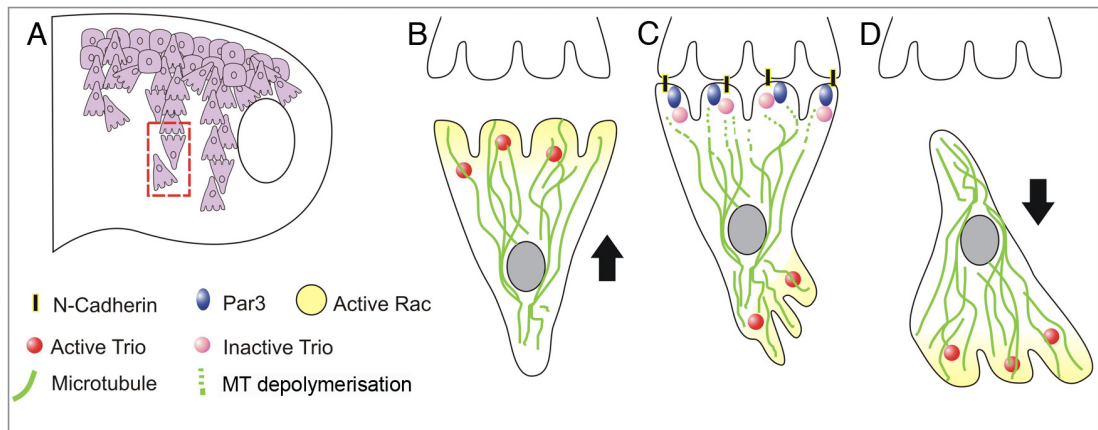 A
B
C
D
N-Cadherin
Par3
Active Rac
Active Trio
Inactive Trio
Microtubule
MT depolymerisation